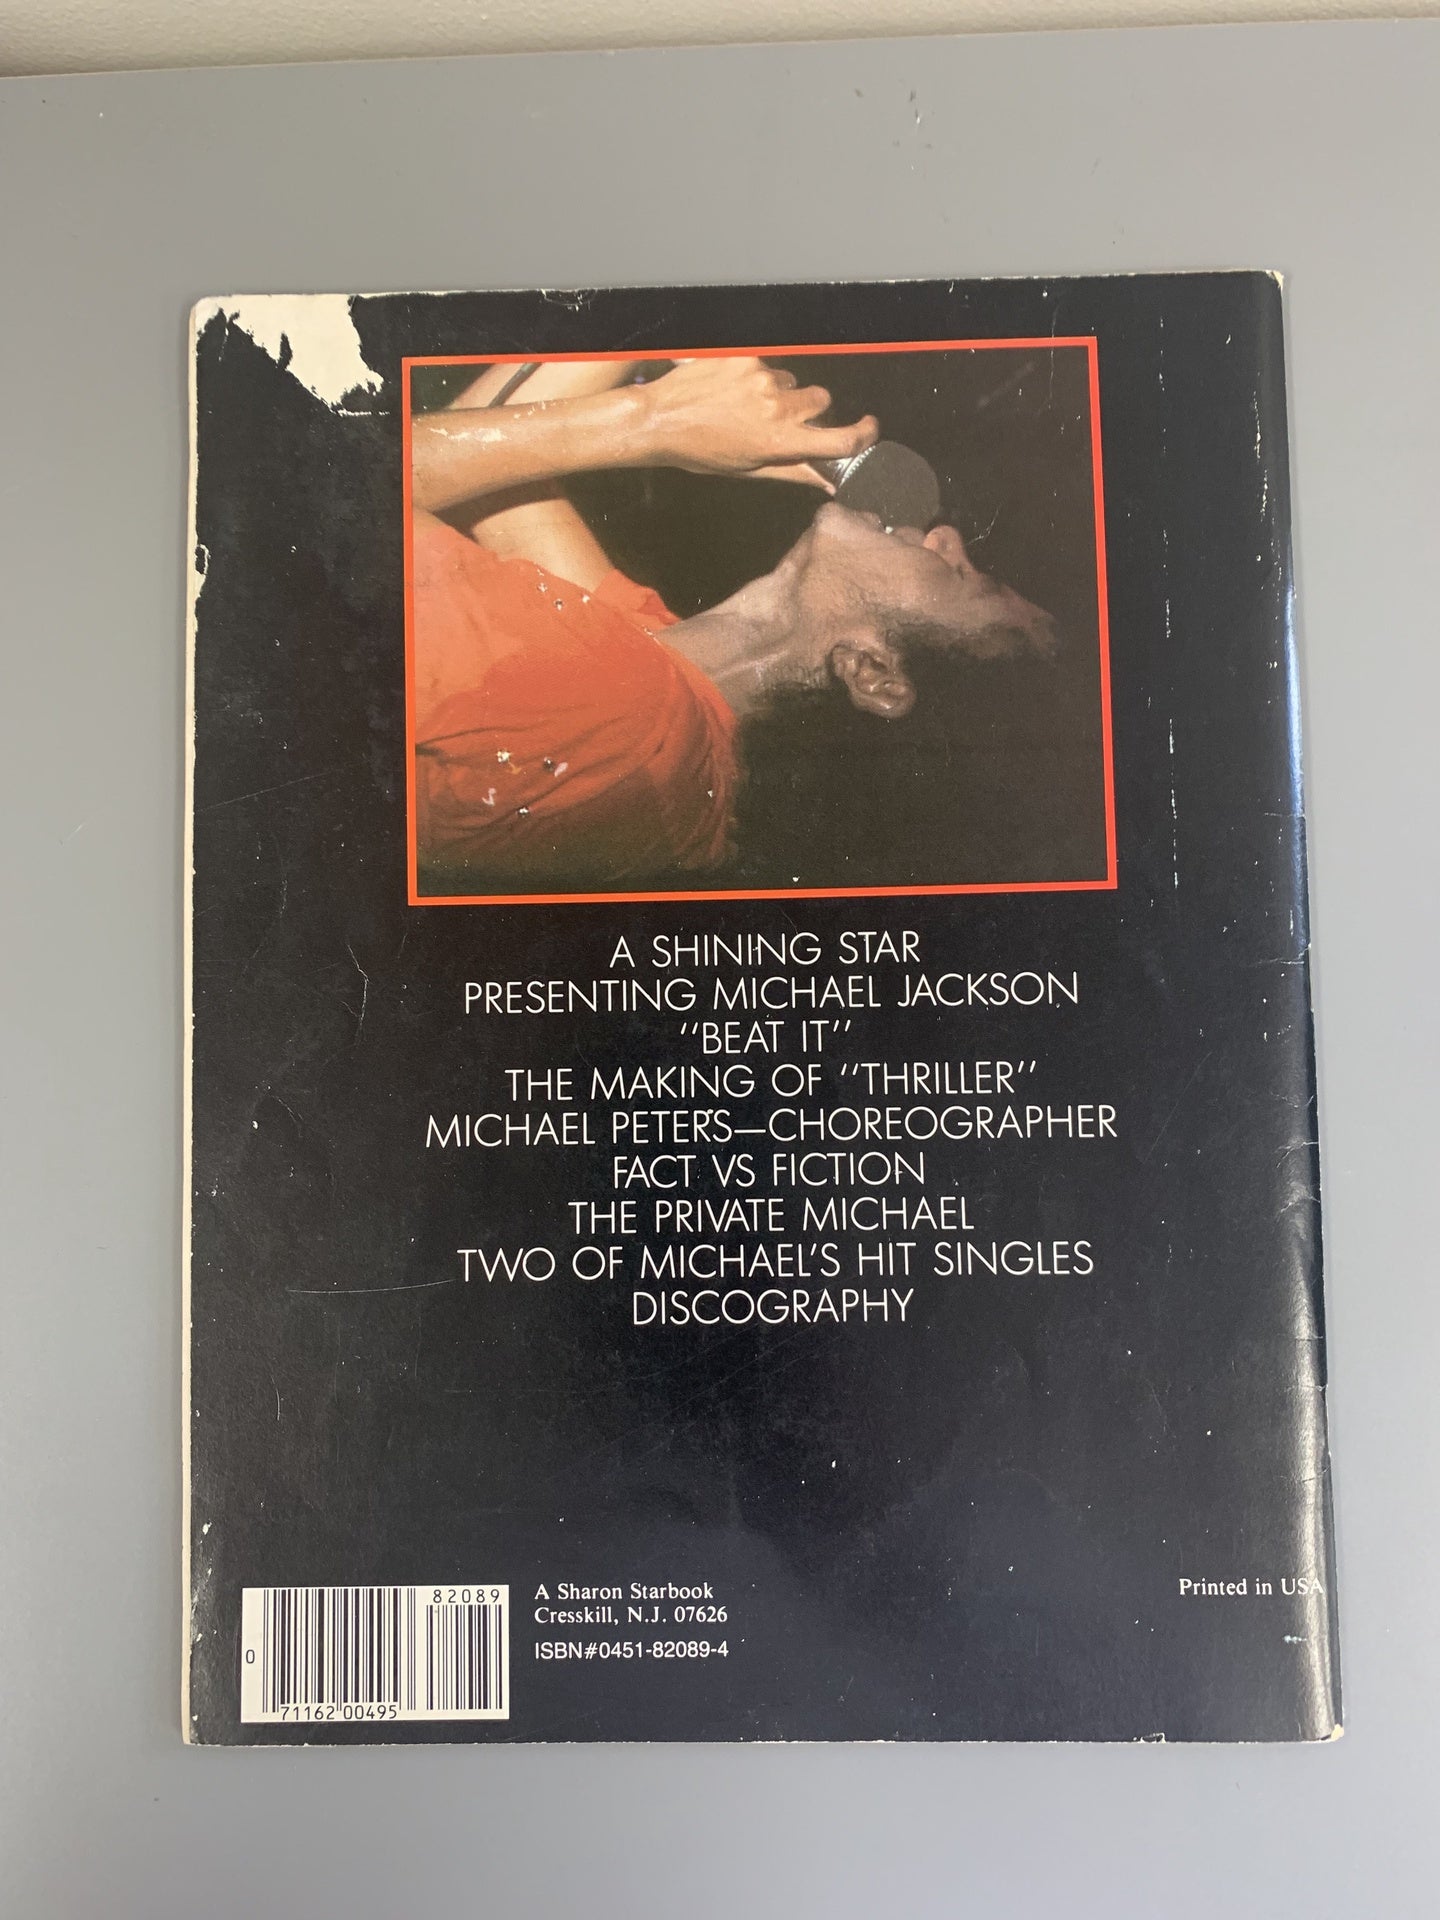 A SHINING STAR
PRESENTING MICHAEL JACKSON
"BEAT IT"
THE MAKING OF "THRILLER"
MICHAEL PETERS—CHOREOGRAPHER
FACT VS FICTION
THE PRIVATE MICHAEL
TWO OF MICHAEL'S HIT SINGLES
DISCOGRAPHY
82089
0
71162 00495
A Sharon Starbook
Cresskill, N.J. 07626
ISBN#0451-82089-4
Printed in USA